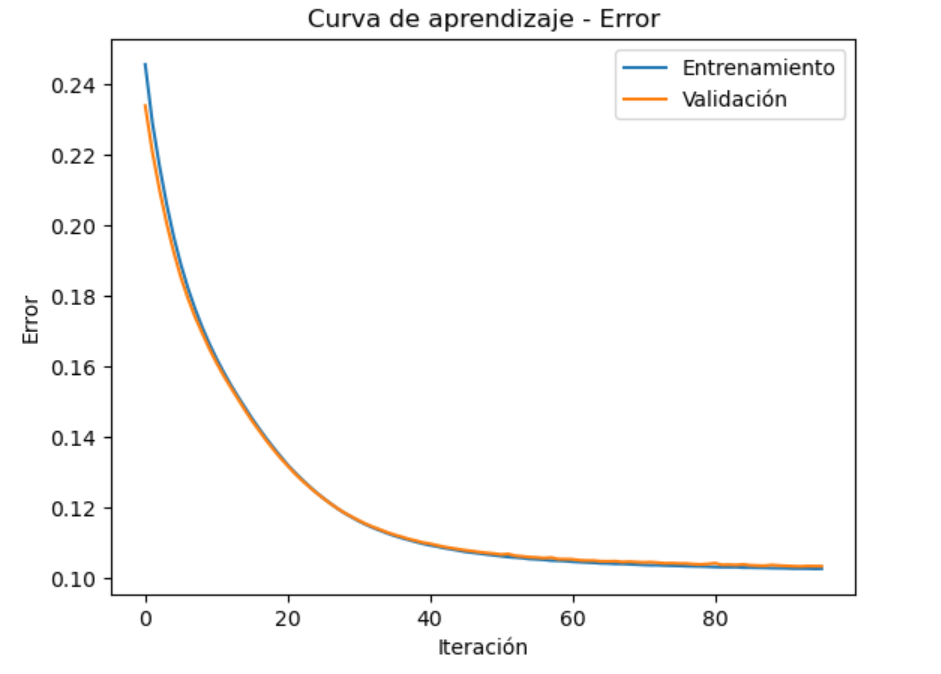 Curva de aprendizaje - Error
Entrenamiento
Validación
0.24
0.22
0.20
0.18
0.16
0.14
0.12
0.10
Error
0 20 40 60 80
Iteración